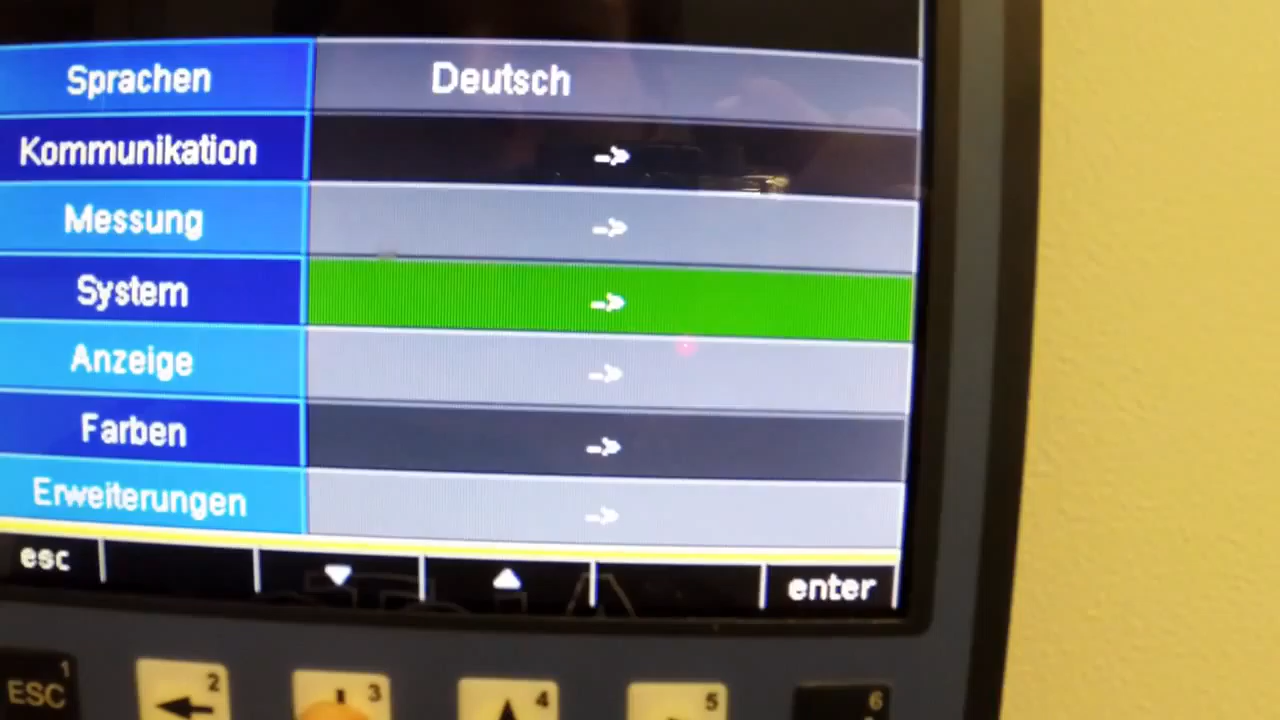 Sprachen Deutsch
Kommunikation ->
Messung ->
System ->
Anzeige ->
Farben ->
Erweiterungen ->
esc enter
ESC 1 2 3 4 5 6